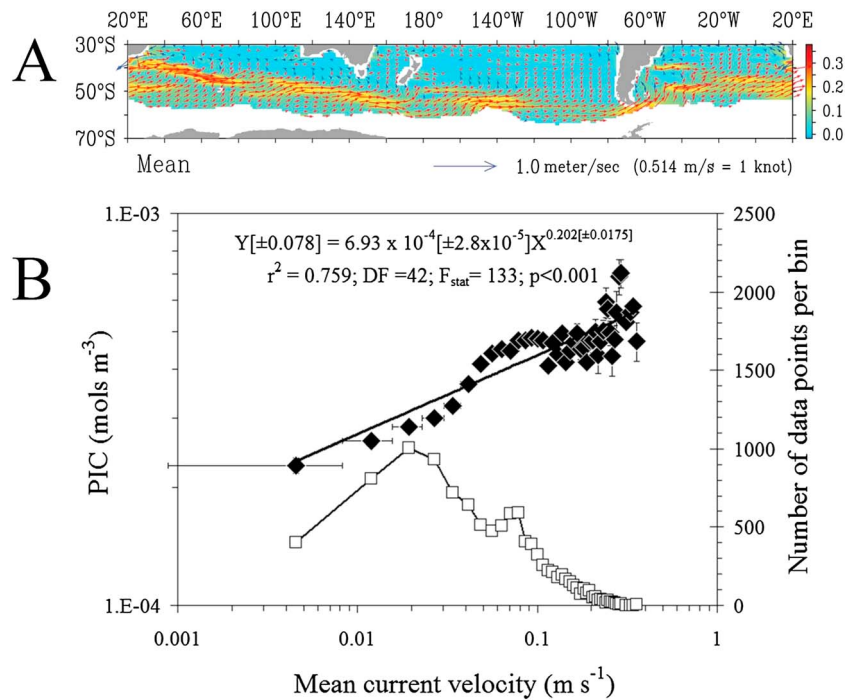 20°E 60°E 100°E 140°E 180° 140°W 100°W 60°W 20°W 20°E
A
30°S
50°S
70°S
0.3
0.2
0.1
0.0
Mean
1.0 meter/sec (0.514 m/s = 1 knot)
B
1.E-03
1.E-04
PIC (mols m-3)
Y[±0.078] = 6.93 x 10-4[±2.8x10-5]X0.202[±0.0175]
r2 = 0.759; DF =42; Fstat= 133; p<0.001
2500
2000
1500
1000
500
0
Number of data points per bin
0.001 0.01 0.1 1
Mean current velocity (m s-1)